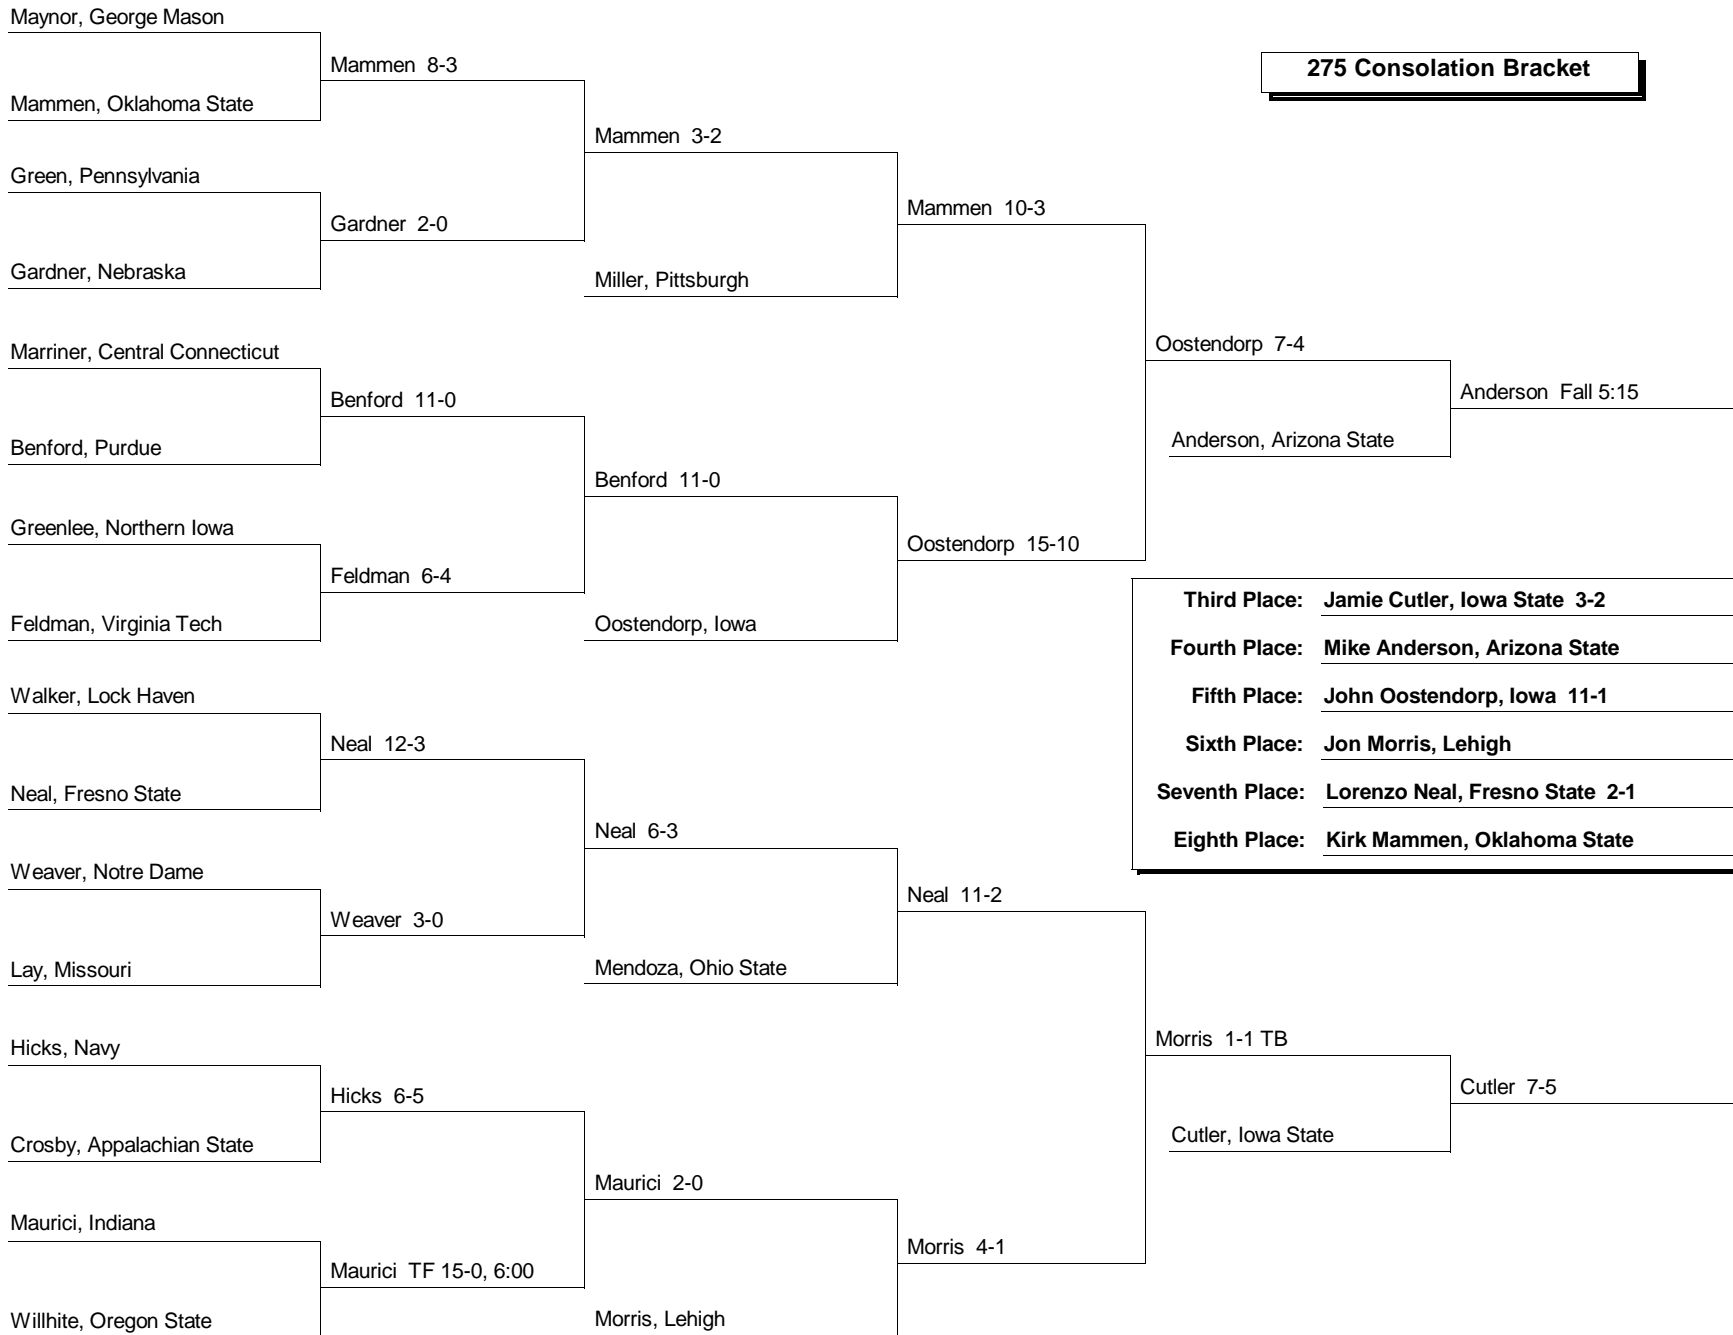 Maynor, George Mason
Mammen 8-3
275 Consolation Bracket
Mammen, Oklahoma State
Mammen 3-2
Green, Pennsylvania
Mammen 10-3
Gardner 2-0
Gardner, Nebraska
Miller, Pittsburgh
Oostendorp 7-4
Marriner, Central Connecticut
Anderson Fall 5:15
Benford 11-0
Anderson, Arizona State
Benford, Purdue
Benford 11-0
Greenlee, Northern Iowa
Oostendorp 15-10
Feldman 6-4
Third Place: Jamie Cutler, Iowa State 3-2
Feldman, Virginia Tech
Oostendorp, Iowa
Fourth Place: Mike Anderson, Arizona State
Walker, Lock Haven
Fifth Place: John Oostendorp, Iowa 11-1
Neal 12-3
Sixth Place: Jon Morris, Lehigh
Neal, Fresno State
Seventh Place: Lorenzo Neal, Fresno State 2-1
Neal 6-3
Eighth Place: Kirk Mammen, Oklahoma State
Weaver, Notre Dame
Neal 11-2
Weaver 3-0
Lay, Missouri
Mendoza, Ohio State
Hicks, Navy
Morris 1-1 TB
Hicks 6-5
Cutler 7-5
Crosby, Appalachian State
Cutler, Iowa State
Maurici 2-0
Maurici, Indiana
Morris 4-1
Maurici TF 15-0, 6:00
Willhite, Oregon State
Morris, Lehigh